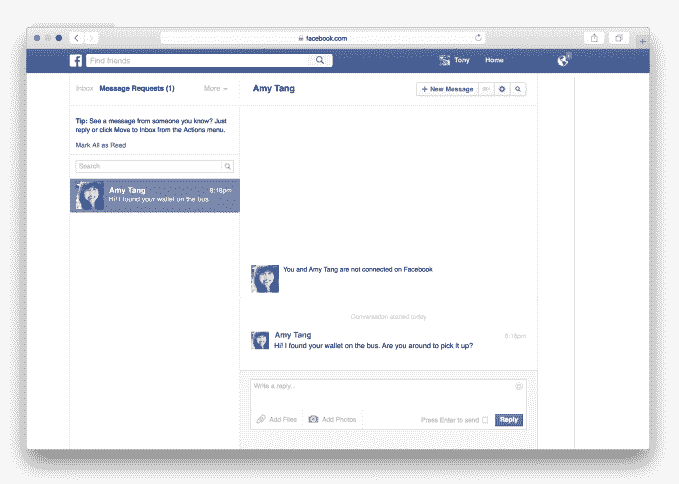 facebook.com
f
Find friends
Tony
Home
Inbox
Message Requests (1)
More
Amy Tang
+ New Message
Tip: See a message from someone you know? Just
reply or click Move to Inbox from the Actions menu.
Mark All as Read
Search
Amy Tang
9:16pm
Hi! I found your wallet on the bus
You and Amy Tang are not connected on Facebook
Conversation started today
Amy Tang
9:16pm
Hi! I found your wallet on the bus. Are you around to pick it up?
Write a reply...
Add Files
Add Photos
Press Enter to send
Reply